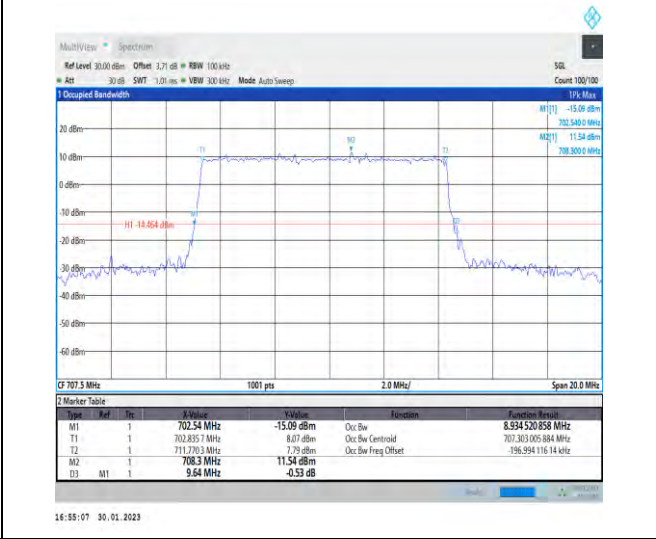 MultiView Spectrum
Ref Level 30.00 dBm Offset 3.71 dB RBW 100 kHz SGL
Att 30 dB SWT 1.01 ms VBW 300 kHz Mode Auto Sweep Count 100/100
1 Occupied Bandwidth 1Pk Max
M1[1] -15.09 dBm
702.5400 MHz
M2[1] 11.54 dBm
708.3000 MHz
20 dBm
T1 M2 T2
10 dBm
0 dBm
-10 dBm
M1
H1 -14.464 dBm
D3
-20 dBm
-30 dBm
-40 dBm
-50 dBm
-60 dBm
CF 707.5 MHz 1001 pts 2.0 MHz/ Span 20.0 MHz
2 Marker Table
Type Ref Trc X-Value Y-Value Function Function Result
M1 1 702.54 MHz -15.09 dBm Occ Bw 8.934 520 858 MHz
T1 1 702.835 7 MHz 8.07 dBm Occ Bw Centroid 707.303 005 884 MHz
T2 1 711.770 3 MHz 7.79 dBm Occ Bw Freq Offset -196.994 116 14 kHz
M2 1 708.3 MHz 11.54 dBm
D3 M1 1 9.64 MHz -0.53 dB
16:55:07 30.01.2023